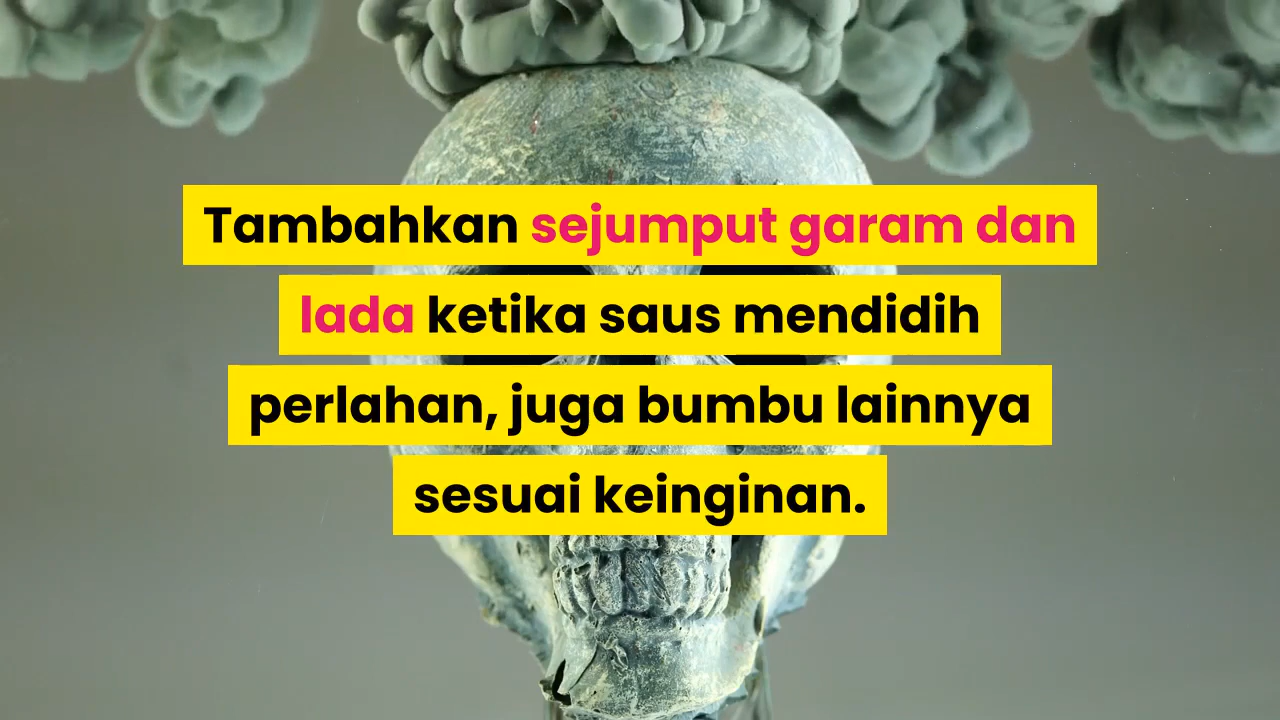 Tambahkan sejumput garam dan
lada ketika saus mendidih
perlahan, juga bumbu lainnya
sesuai keinginan.